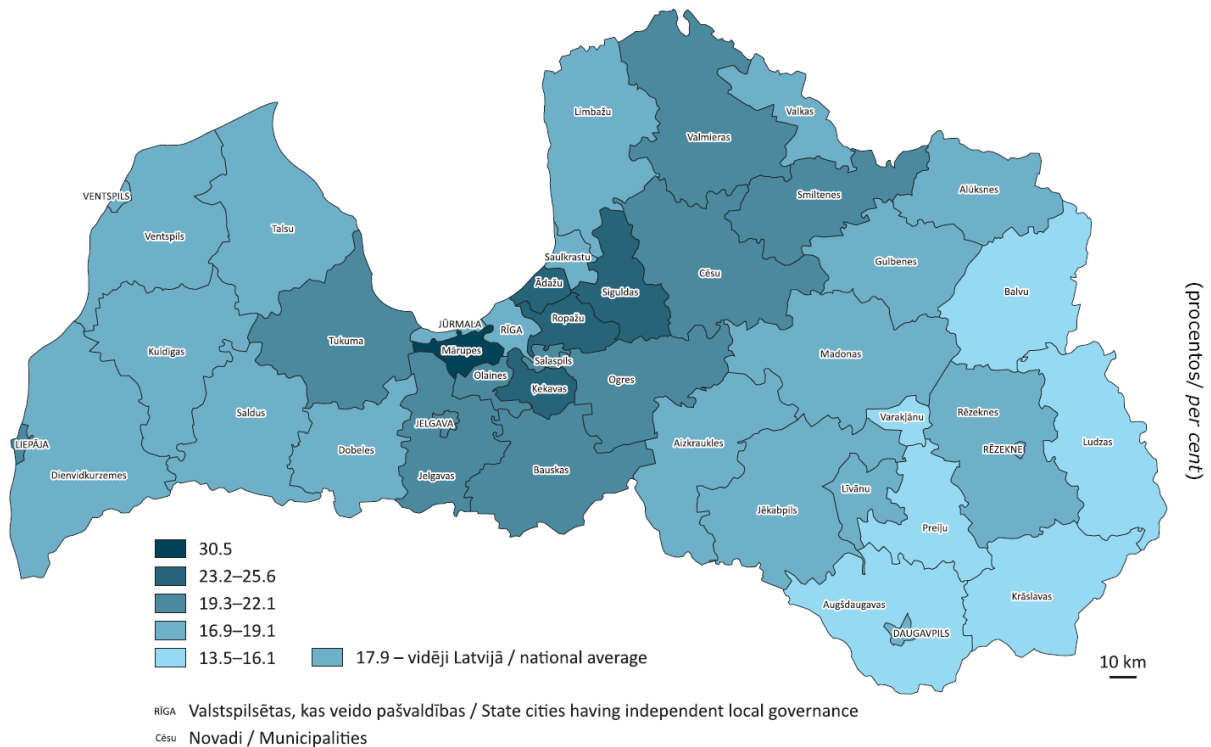 Limbažu
Valkas
Valmieras
VENTSPILS
Smiltenes
Alūksnes
Ventspils
Talsu
Saulkrastu
Cēsu
Gulbenes
Ādažu
Siguldas
Balvu
Ropažu
JŪRMALA
RĪGA
Tukuma
Mārupes
Kuldīgas
Salaspils
Madonas
Olaines
Ogres
Ķekavas
Saldus
Varakļānu
Rēzeknes
JELGAVA
LIEPĀJA
Aizkraukles
Ludzas
Dobeles
RĒZEKNE
Bauskas
Dienvidkurzemes
Jelgavas
Līvānu
Jēkabpils
Preiļu
Krāslavas
Augšdaugavas
DAUGAVPILS
(procentos/ per cent)
30.5
23.2–25.6
19.3–22.1
16.9–19.1
13.5–16.1
17.9 – vidēji Latvijā / national average
10 km
RĪGA Valstspilsētas, kas veido pašvaldības / State cities having independent local governance
Cēsu Novadi / Municipalities